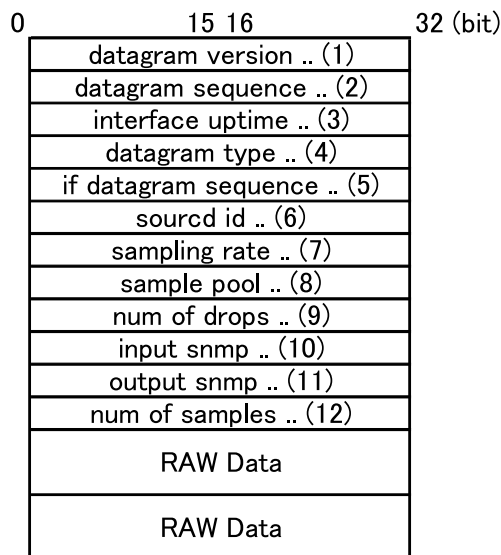 0 15 16 32 (bit)
datagram version .. (1)
datagram sequence .. (2)
interface uptime .. (3)
datagram type .. (4)
if datagram sequence .. (5)
sourcd id .. (6)
sampling rate .. (7)
sample pool .. (8)
num of drops .. (9)
input snmp .. (10)
output snmp .. (11)
num of samples .. (12)
RAW Data
RAW Data